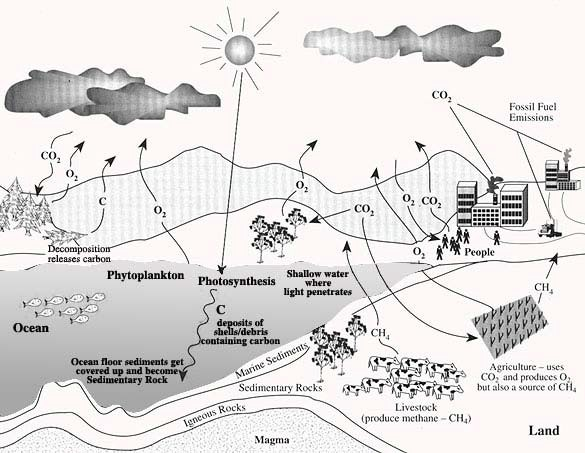 CO2
Fossil Fuel
Emissions
CO2
O2
C
O2
O2
CO2
O2
CO2
O2
People
Decomposition
releases carbon
Phytoplankton
Photosynthesis
Shallow water
where
light penetrates
CH4
C
deposits of
shells/debris
containing carbon
Ocean
CH4
Ocean floor sediments get
covered up and become
Sedimentary Rock
Marine Sediments
Sedimentary Rocks
Igneous Rocks
Magma
Livestock
(produce methane – CH4)
Agriculture – uses
CO2 and produces O2
but also a source of CH4
Land